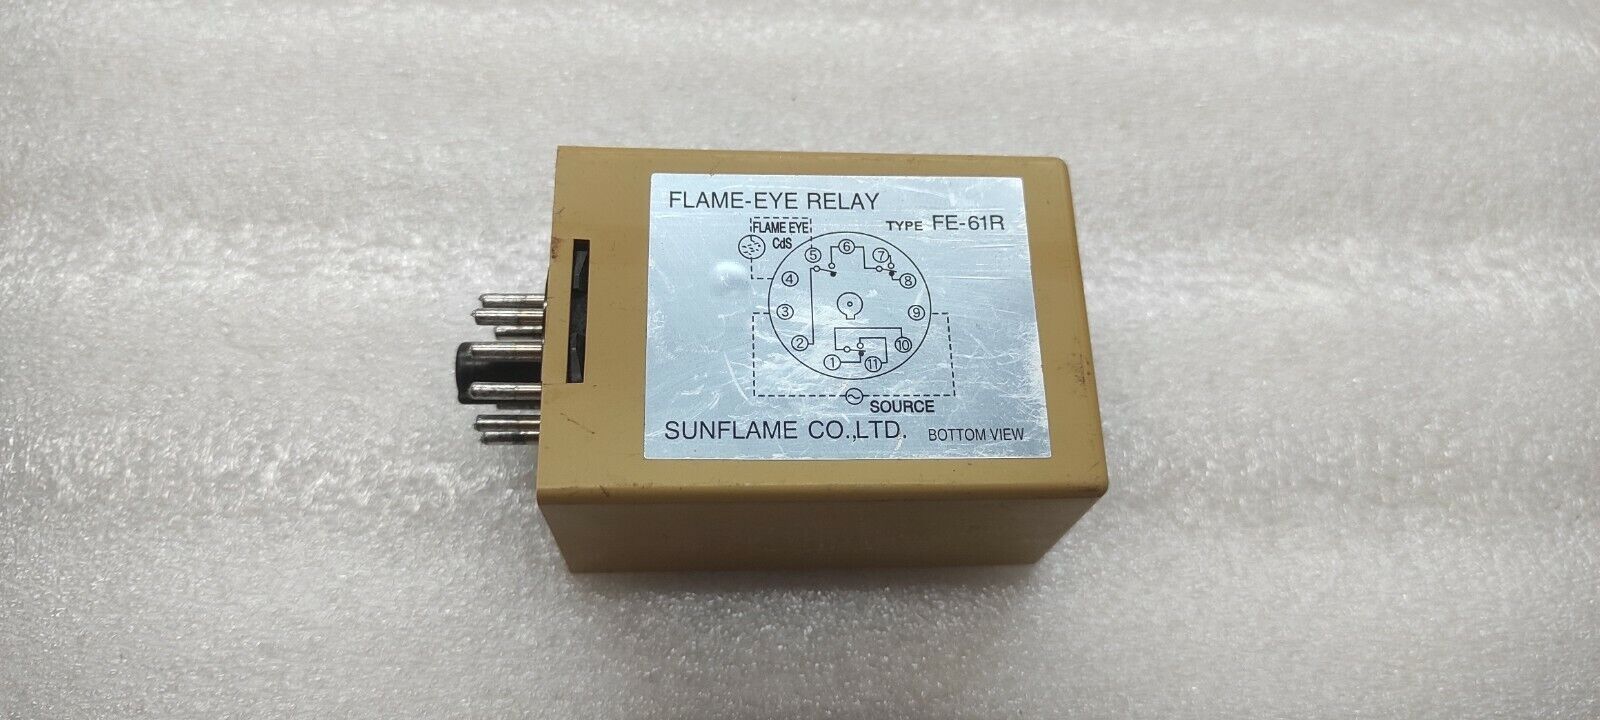 FLAME-EYE RELAY
TYPE FE-61R
FLAME EYE
CdS
5 6 7
4 8
3 9
2 10
1 11
~
SOURCE
SUNFLAME CO.,LTD.
BOTTOM VIEW